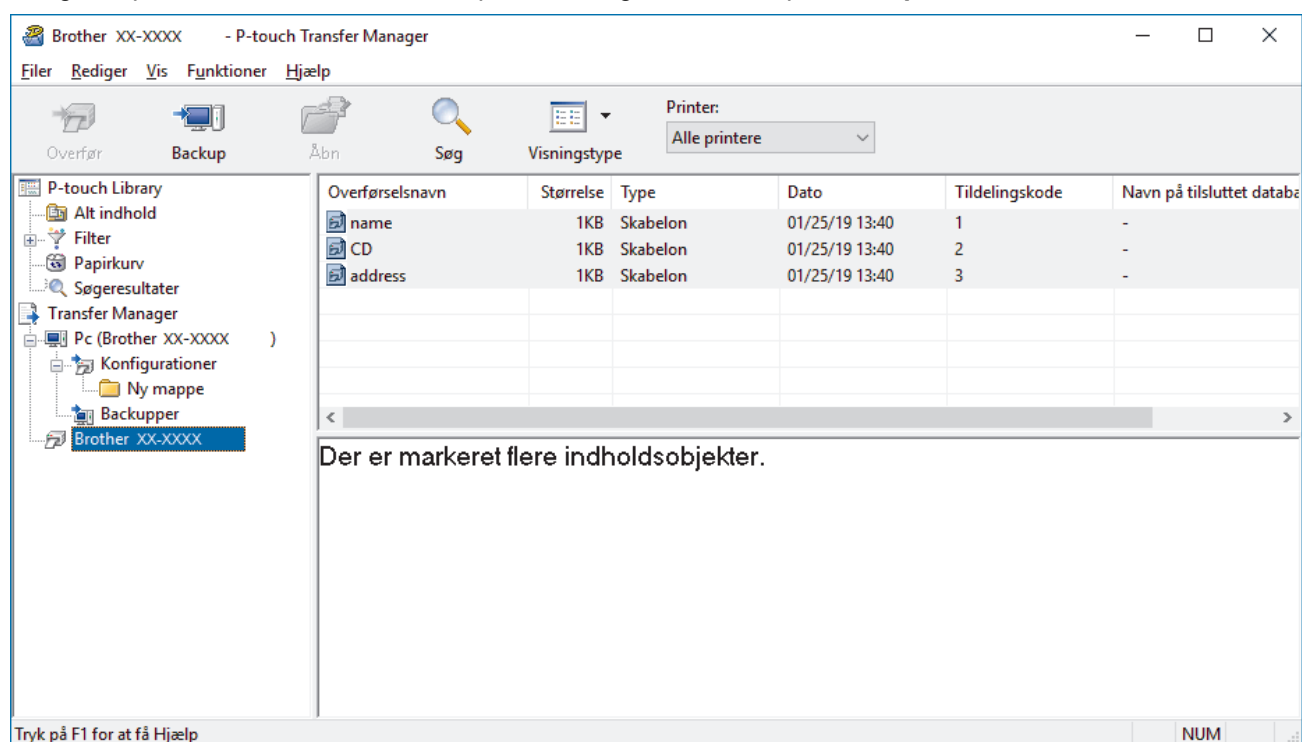 Brother XX-XXXX - P-touch Transfer Manager
Filer Rediger Vis Funktioner Hjælp
Overfør Backup Åbn Søg Visningstype Printer: Alle printere
P-touch Library
Alt indhold
Filter
Papirkurv
Søgeresultater
Transfer Manager
Pc (Brother XX-XXXX )
Konfigurationer
Ny mappe
Backupper
Brother XX-XXXX
Overførselsnavn Størrelse Type Dato Tildelingskode Navn på tilsluttet databa
name 1KB Skabelon 01/25/19 13:40 1 -
CD 1KB Skabelon 01/25/19 13:40 2 -
address 1KB Skabelon 01/25/19 13:40 3 -
Der er markeret flere indholdsobjekter.
Tryk på F1 for at få Hjælp NUM